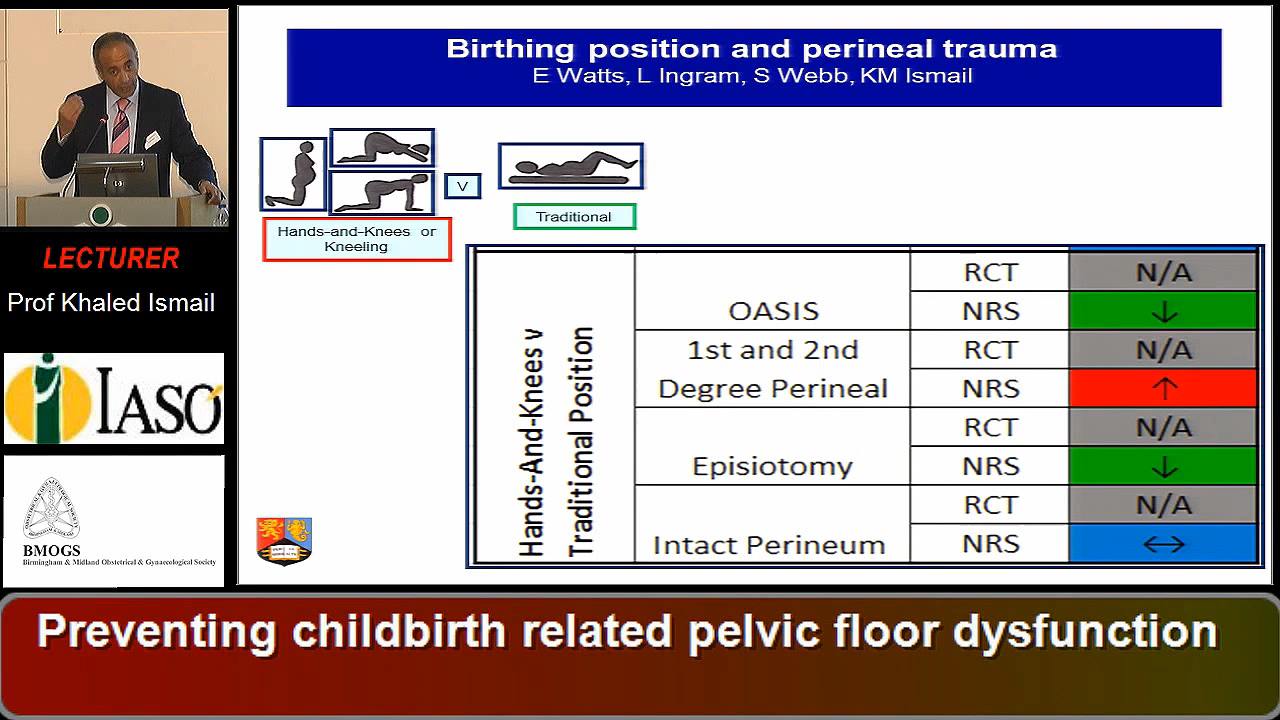 Birthing position and perineal trauma
E Watts, L Ingram, S Webb, KM Ismail
V
Hands-and-Knees or
Kneeling
Traditional
LECTURER
Prof Khaled Ismail
IASO
BMOGS
Birmingham & Midland Obstetrical & Gynaecological Society
Hands-And-Knees v
Traditional Position
RCT N/A
OASIS NRS ↓
1st and 2nd RCT N/A
Degree Perineal NRS ↑
RCT N/A
Episiotomy NRS ↓
RCT N/A
Intact Perineum NRS ↔
Preventing childbirth related pelvic floor dysfunction